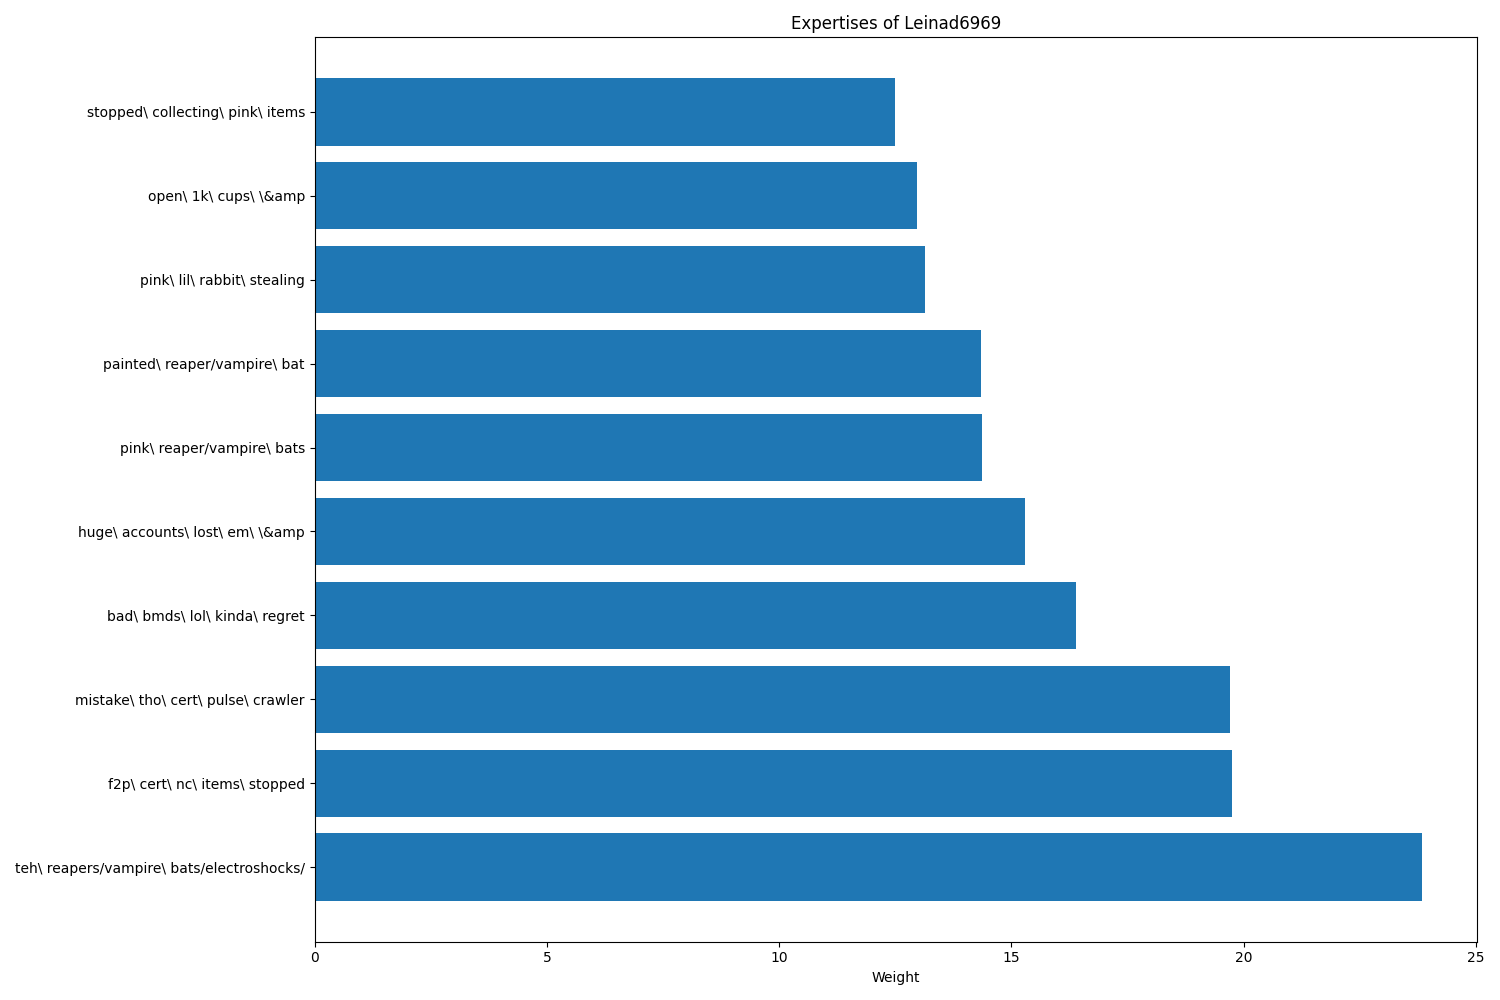 Expertises of Leinad6969
stopped\ collecting\ pink\ items
open\ 1k\ cups\ \&amp
pink\ lil\ rabbit\ stealing
painted\ reaper/vampire\ bat
pink\ reaper/vampire\ bats
huge\ accounts\ lost\ em\ \&amp
bad\ bmds\ lol\ kinda\ regret
mistake\ tho\ cert\ pulse\ crawler
f2p\ cert\ nc\ items\ stopped
teh\ reapers/vampire\ bats/electroshocks/
0 5 10 15 20 25
Weight